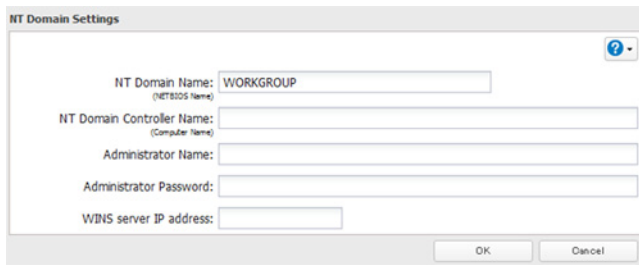 NT Domain Settings
?
NT Domain Name: WORKGROUP
(NETBIOS Name)
NT Domain Controller Name:
(Computer Name)
Administrator Name:
Administrator Password:
WINS server IP address:
OK Cancel